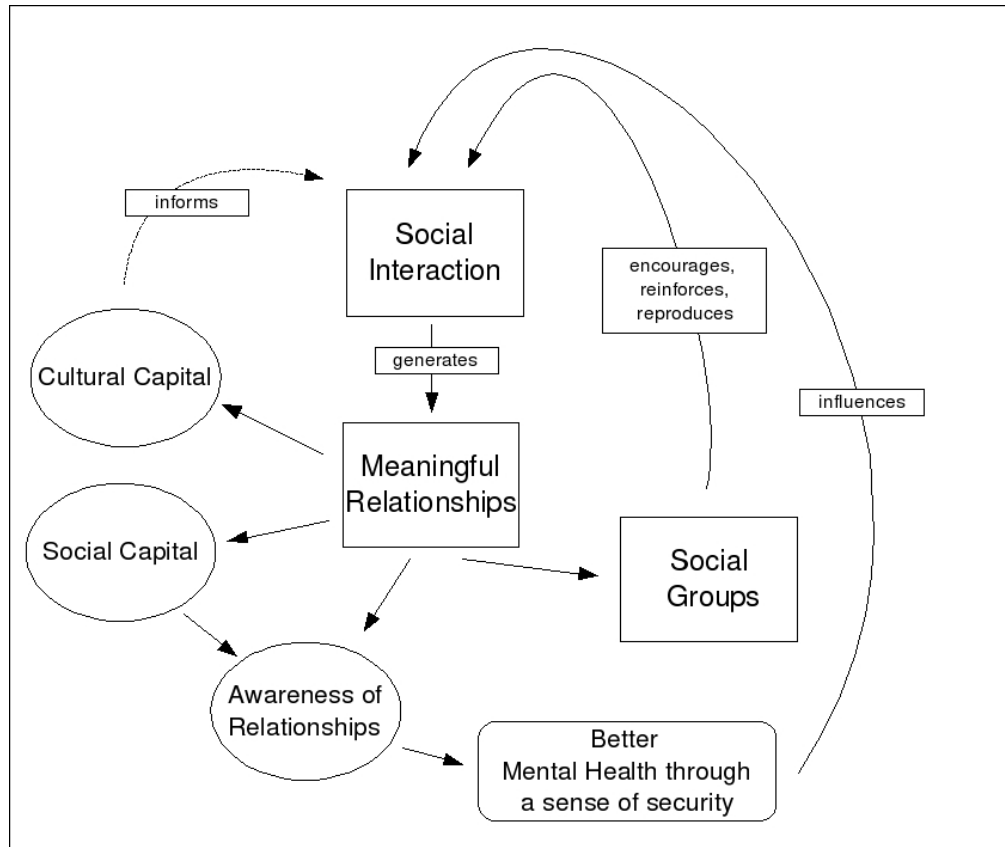 informs
Social
Interaction
encourages,
reinforces,
reproduces
generates
Cultural Capital
influences
Meaningful
Relationships
Social Capital
Social
Groups
Awareness of
Relationships
Better
Mental Health through
a sense of security